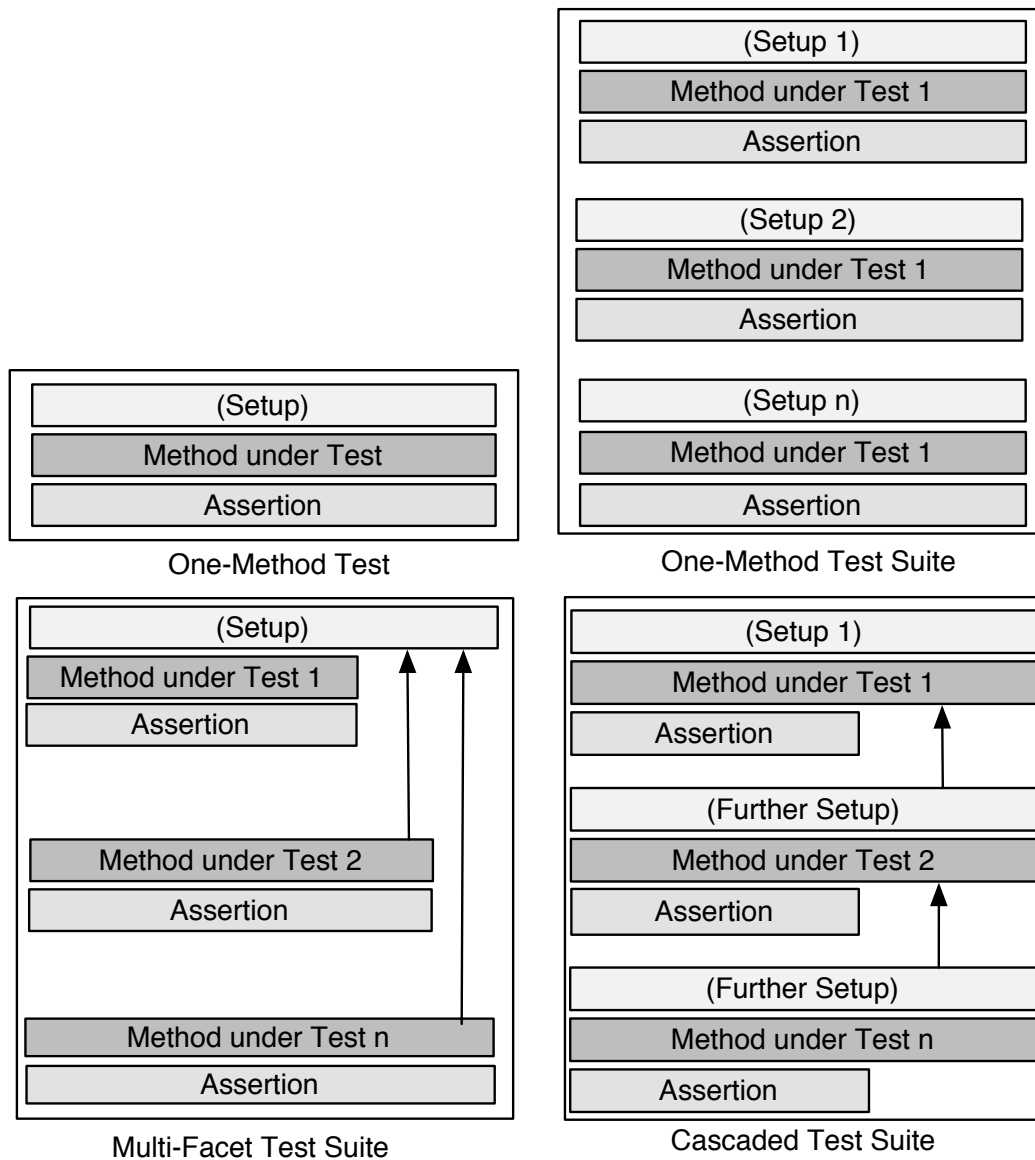 (Setup)
Method under Test
Assertion
One-Method Test
(Setup 1)
Method under Test 1
Assertion
(Setup 2)
Method under Test 1
Assertion
(Setup n)
Method under Test 1
Assertion
One-Method Test Suite
(Setup)
Method under Test 1
Assertion
Method under Test 2
Assertion
Method under Test n
Assertion
Multi-Facet Test Suite
(Setup 1)
Method under Test 1
Assertion
(Further Setup)
Method under Test 2
Assertion
(Further Setup)
Method under Test n
Assertion
Cascaded Test Suite